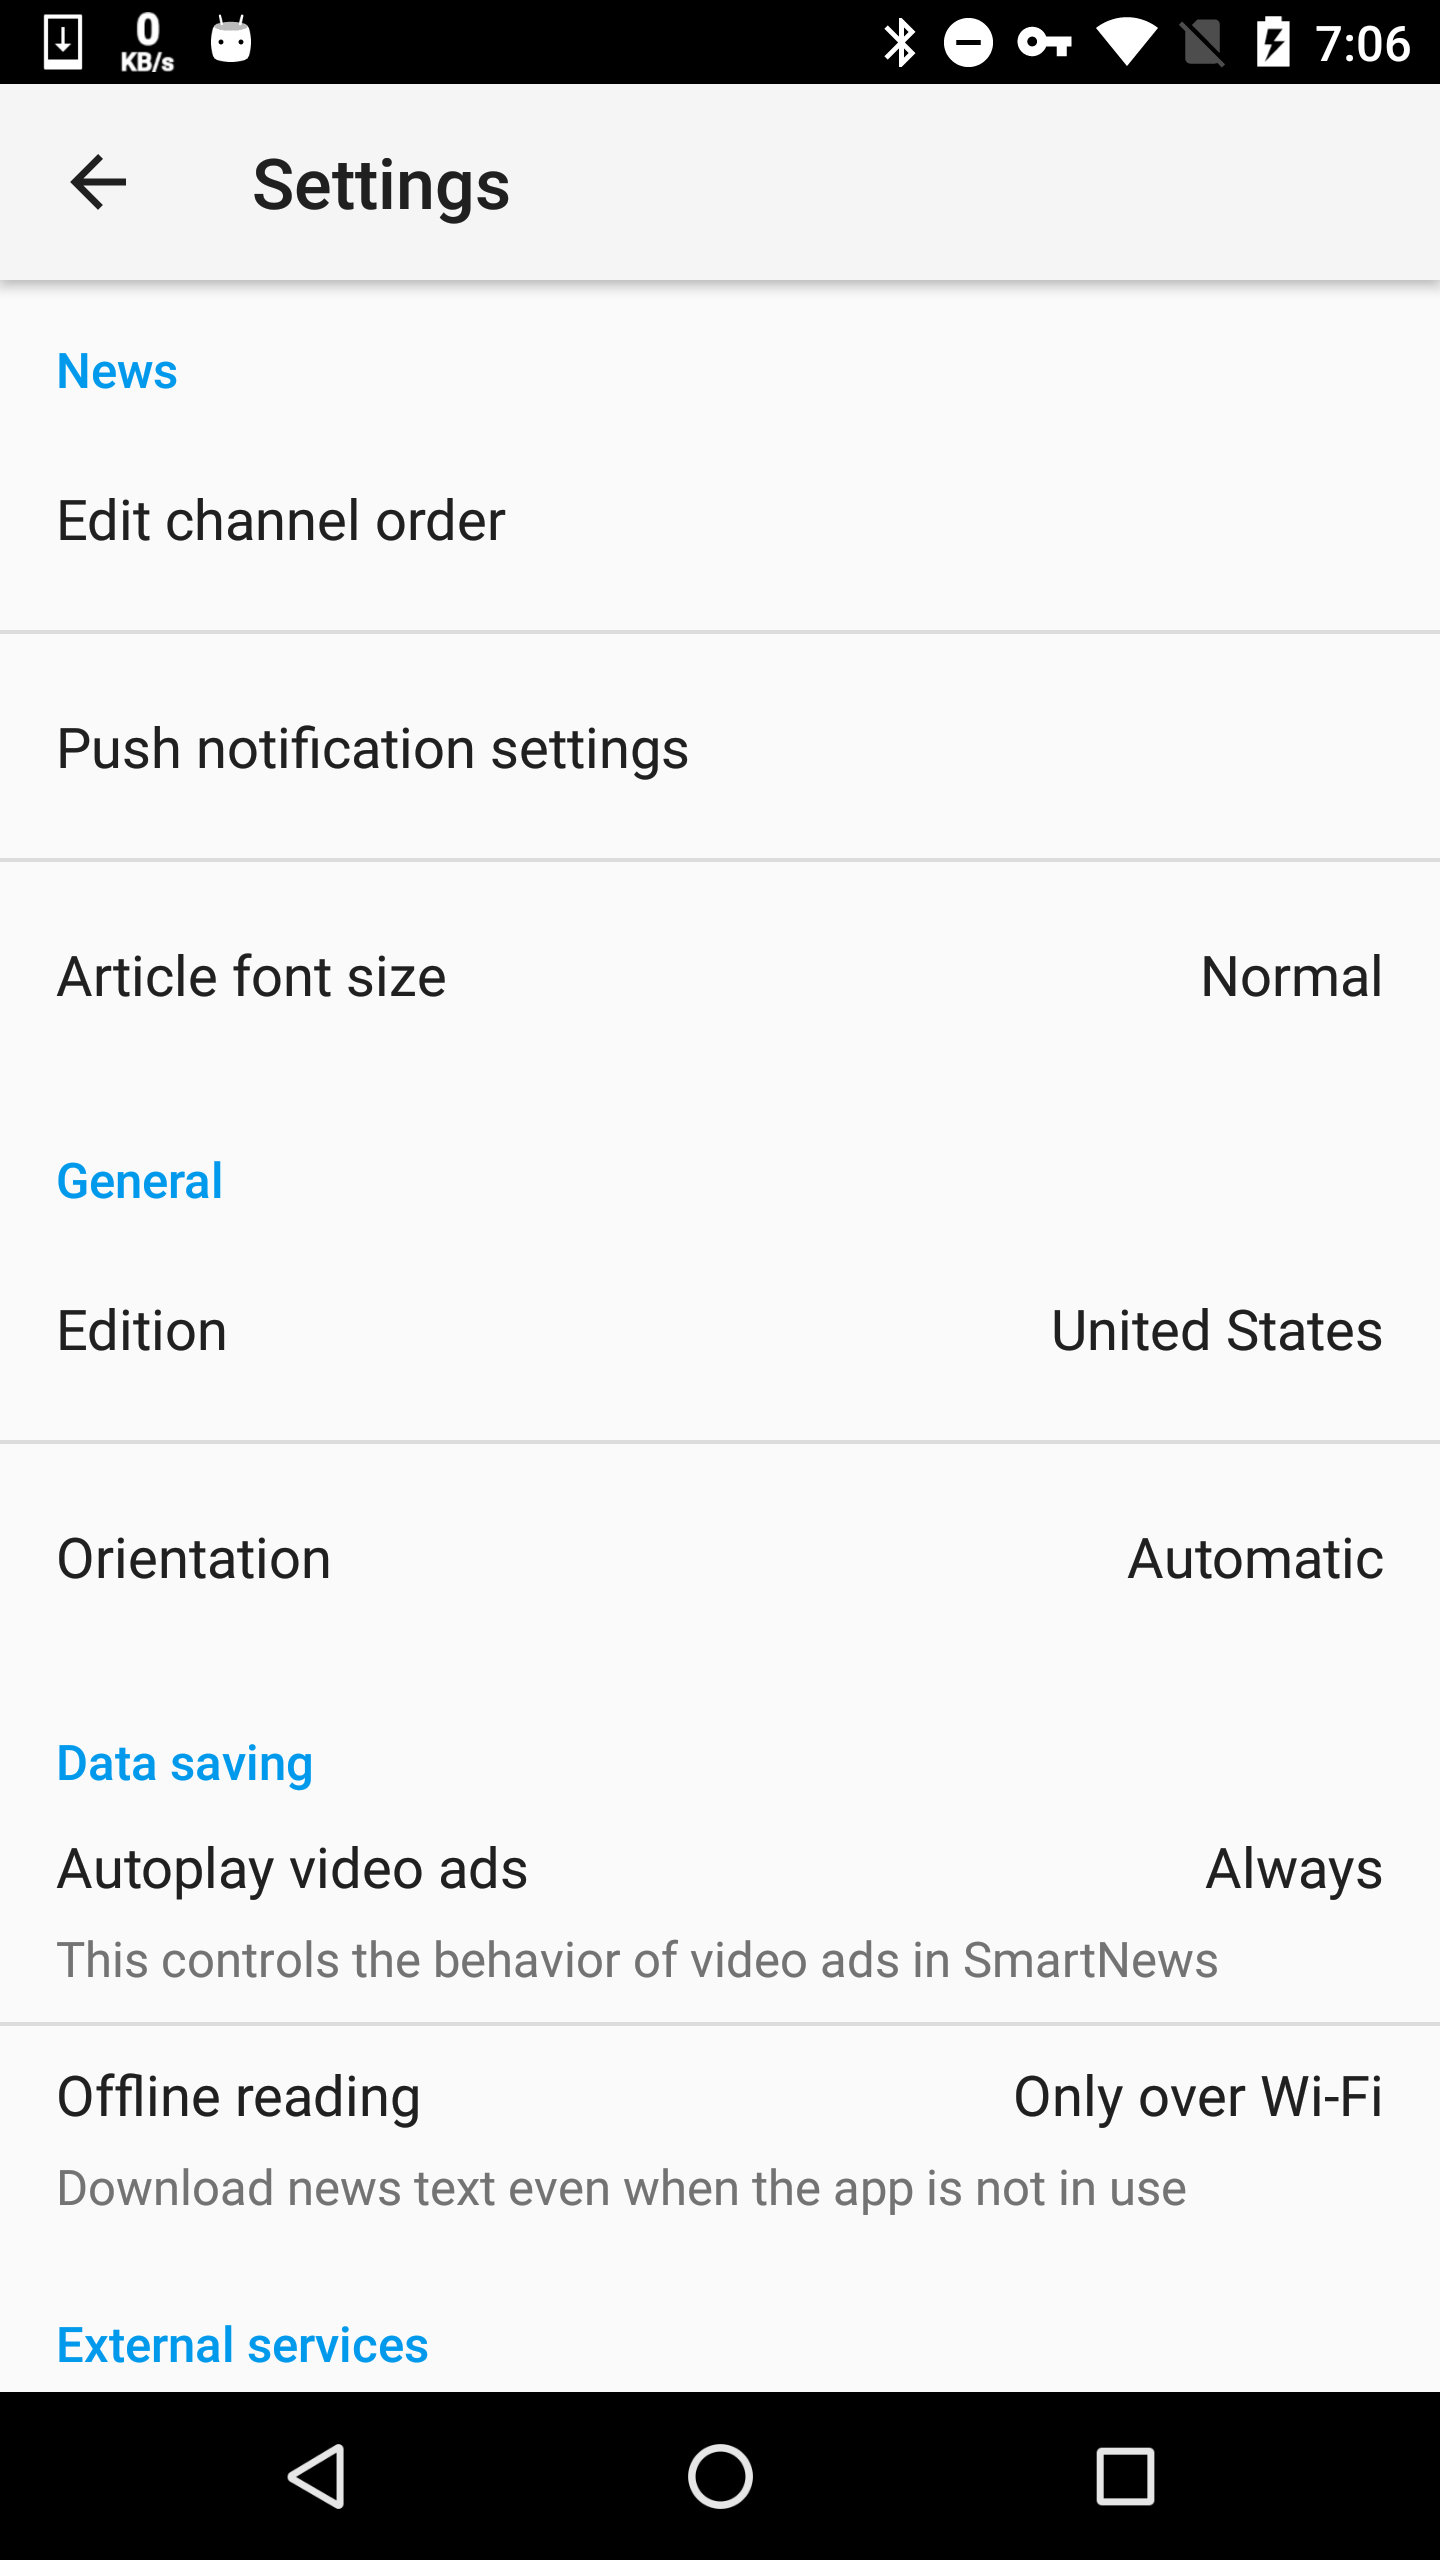 0
KB/s
7:06
Settings
News
Edit channel order
Push notification settings
Article font size Normal
General
Edition United States
Orientation Automatic
Data saving
Autoplay video ads Always
This controls the behavior of video ads in SmartNews
Offline reading Only over Wi-Fi
Download news text even when the app is not in use
External services